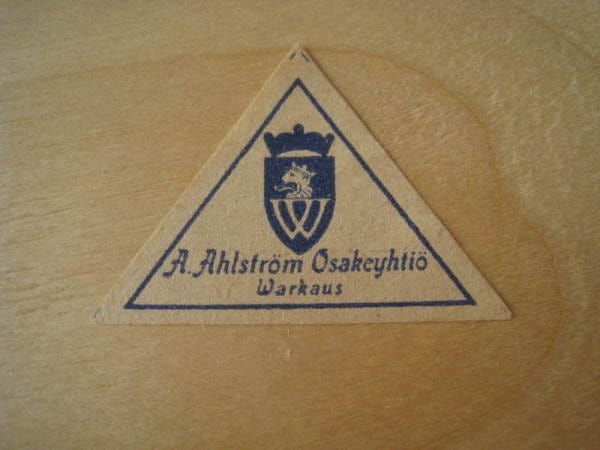 W
A. Ahlström Osakeyhtiö
Warkaus